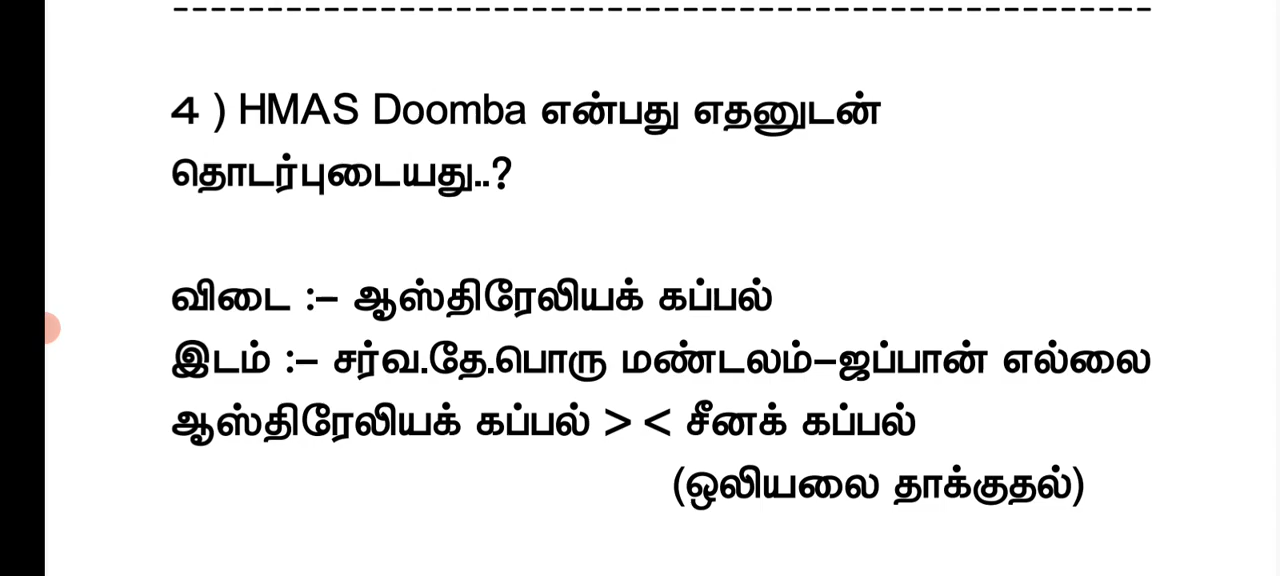 4 ) HMAS Doomba என்பது எதனுடன்
தொடர்புடையது..?
விடை :– ஆஸ்திரேலியக் கப்பல்
இடம் :– சர்வ.தே.பொரு மண்டலம்–ஜப்பான் எல்லை
ஆஸ்திரேலியக் கப்பல் > < சீனக் கப்பல்
(ஒலியலை தாக்குதல்)